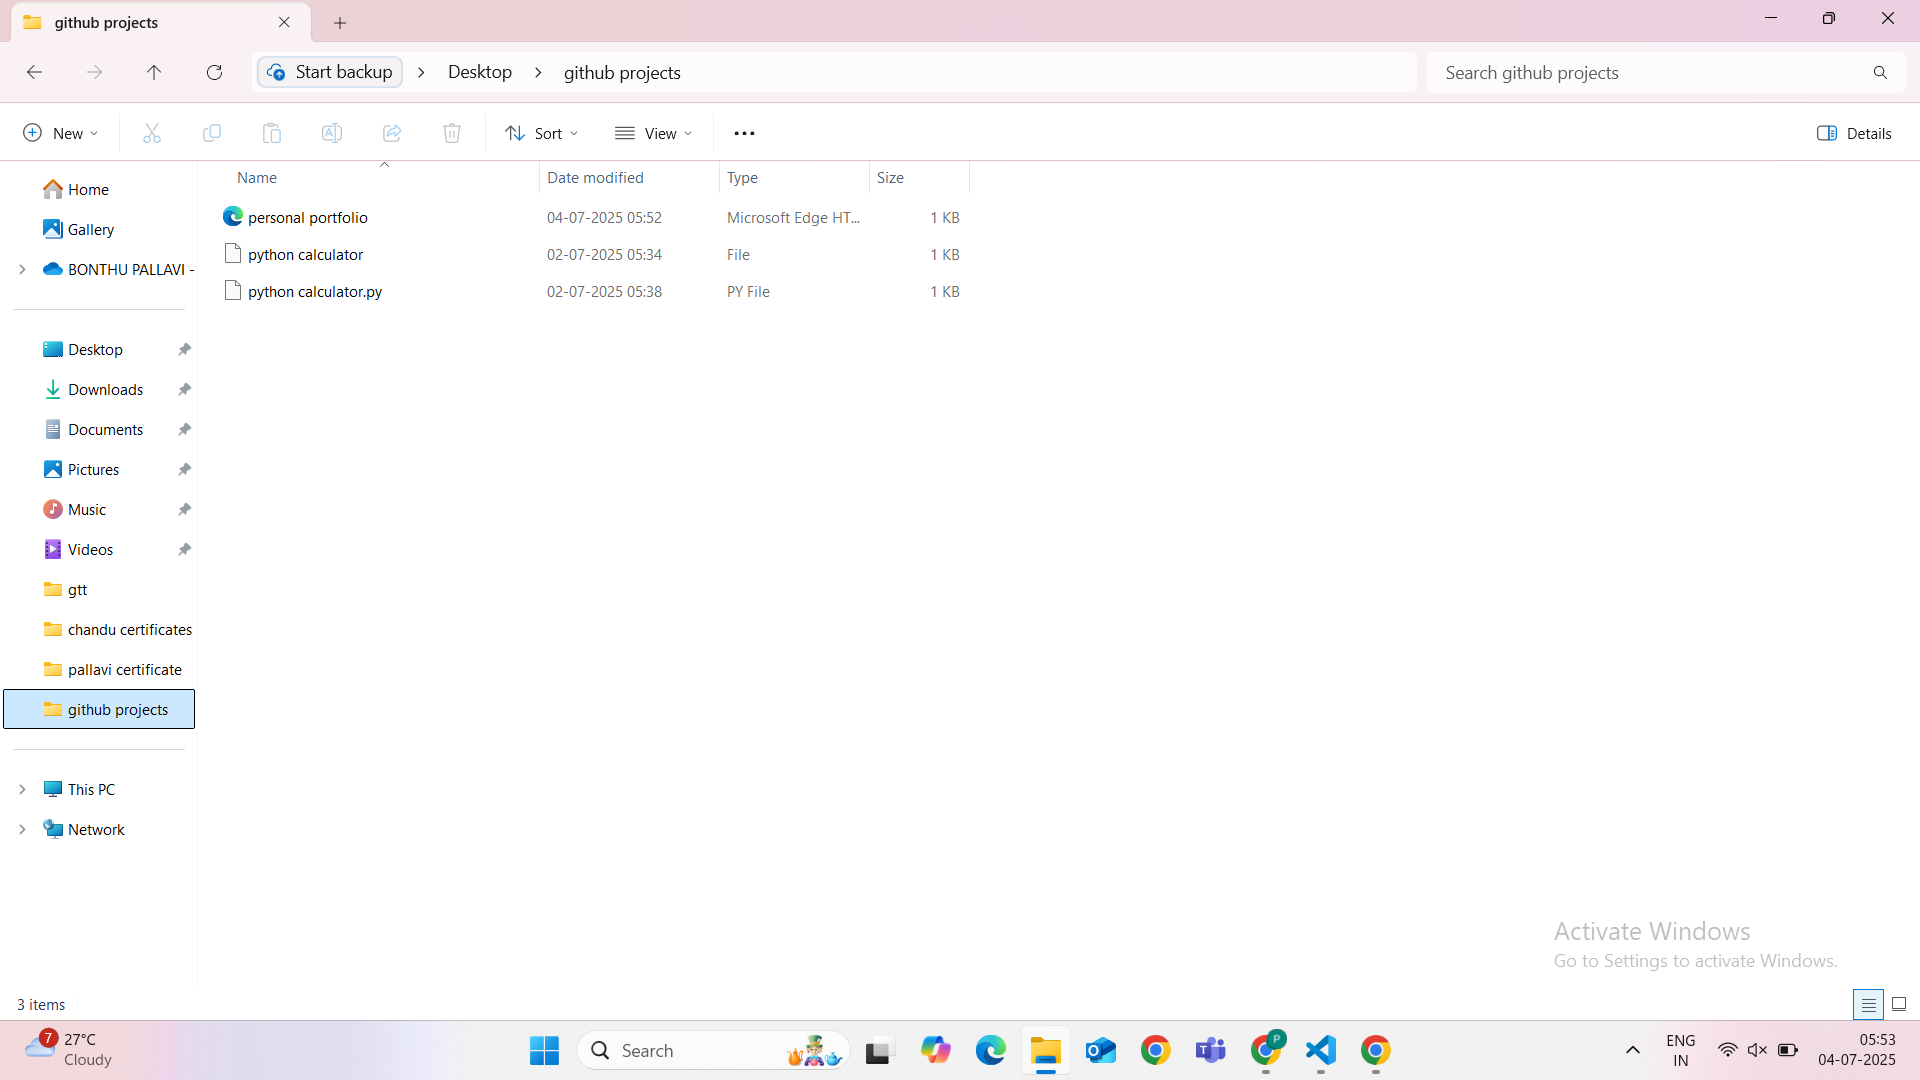 github projects
Start backup
Desktop
github projects
Search github projects
New
Sort
View
Details
Name Date modified Type Size
personal portfolio 04-07-2025 05:52 Microsoft Edge HT... 1 KB
python calculator 02-07-2025 05:34 File 1 KB
python calculator.py 02-07-2025 05:38 PY File 1 KB
Home
Gallery
BONTHU PALLAVI -
Desktop
Downloads
Documents
Pictures
Music
Videos
gtt
chandu certificates
pallavi certificate
github projects
This PC
Network
Activate Windows
Go to Settings to activate Windows.
3 items
7
27°C
Cloudy
Search
P
ENG
IN
05:53
04-07-2025